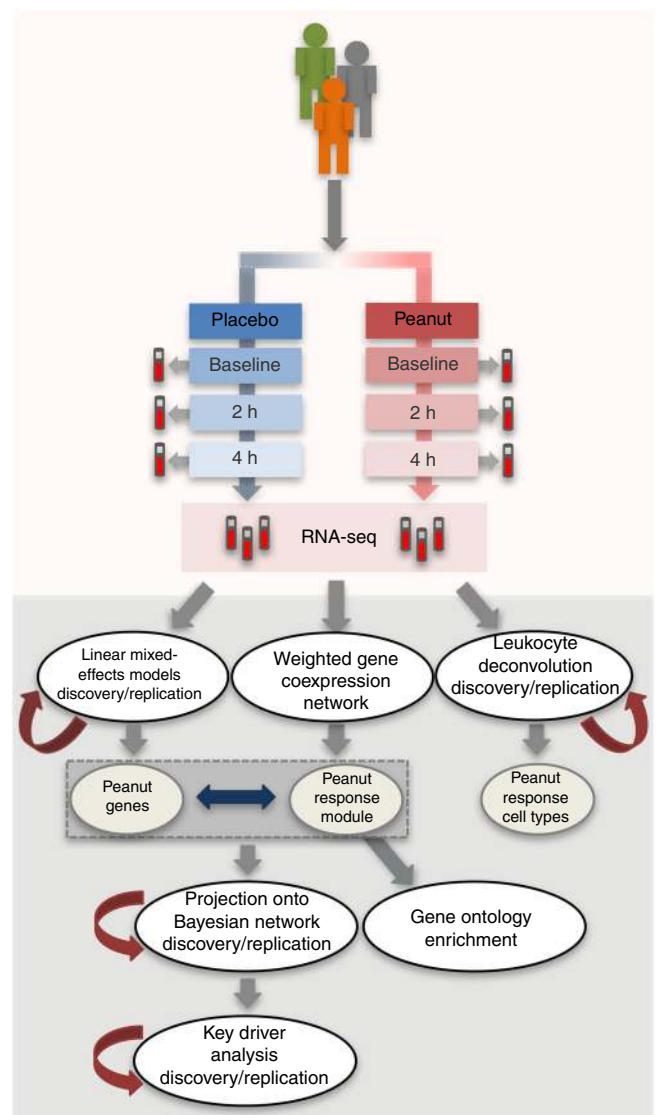 Placebo
Peanut
Baseline
Baseline
2 h
2 h
4 h
4 h
RNA-seq
Linear mixed-
effects models
discovery/replication
Weighted gene
coexpression
network
Leukocyte
deconvolution
discovery/replication
Peanut
genes
Peanut
response
module
Peanut
response
cell types
Projection onto
Bayesian network
discovery/replication
Gene ontology
enrichment
Key driver
analysis
discovery/replication